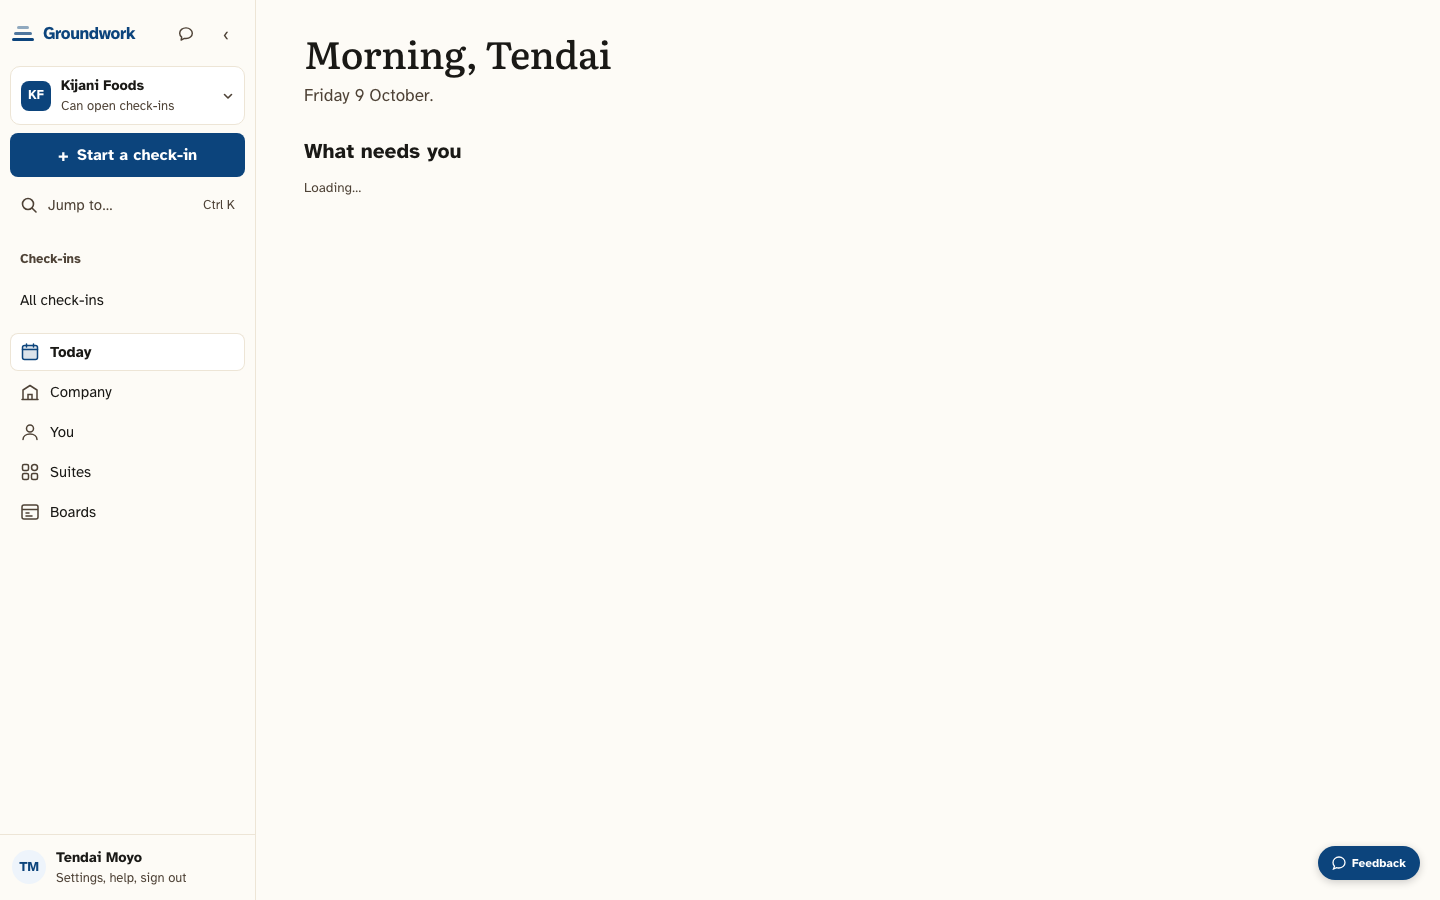 Groundwork
KF
Kijani Foods
Can open check-ins
+ Start a check-in
Jump to...
Ctrl K
Check-ins
All check-ins
Today
Company
You
Suites
Boards
TM
Tendai Moyo
Settings, help, sign out
Morning, Tendai
Friday 9 October.
What needs you
Loading...
Feedback